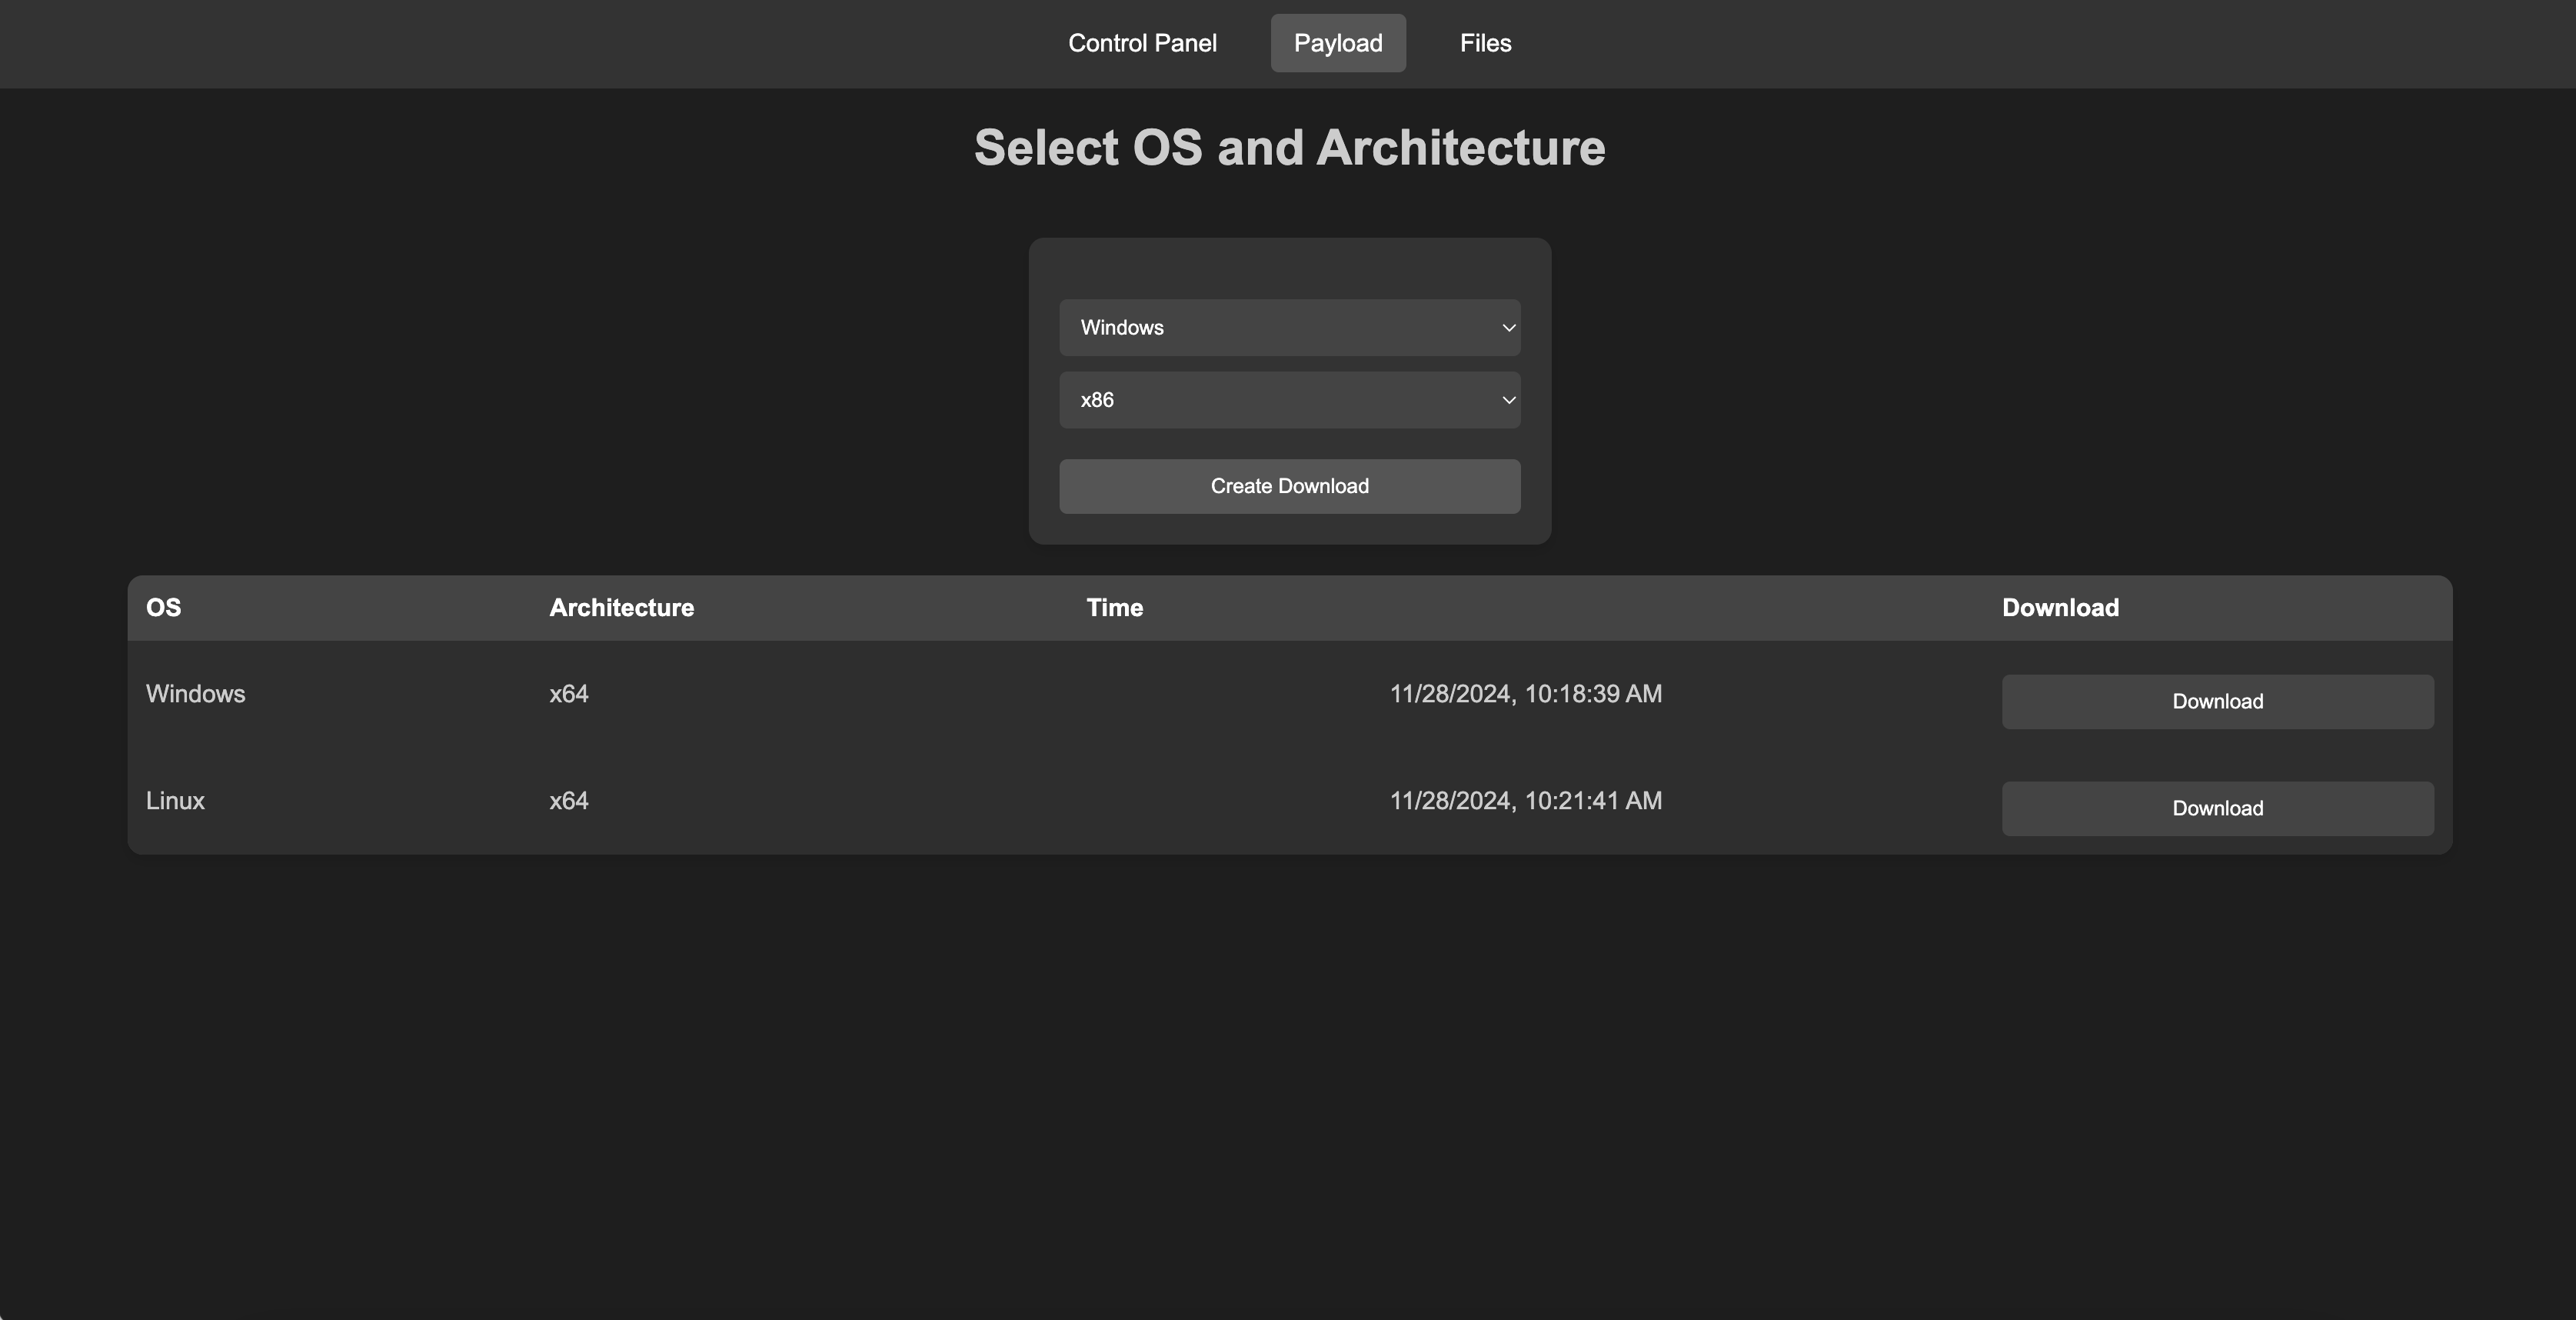 Control Panel Payload Files
Select OS and Architecture
Windows
x86
Create Download
OS Architecture Time Download
Windows x64 11/28/2024, 10:18:39 AM Download
Linux x64 11/28/2024, 10:21:41 AM Download